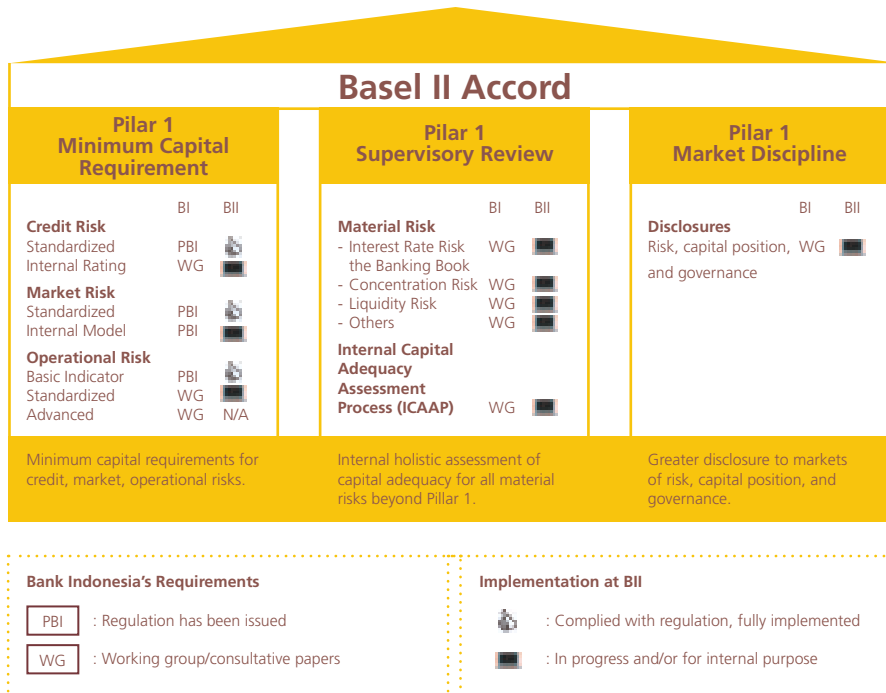 Basel II Accord
Pilar 1
Minimum Capital
Requirement
BI BII
Credit Risk
Standardized PBI
Internal Rating WG
Market Risk
Standardized PBI
Internal Model PBI
Operational Risk
Basic Indicator PBI
Standardized WG
Advanced WG N/A
Minimum capital requirements for
credit, market, operational risks.
Pilar 1
Supervisory Review
BI BII
Material Risk
- Interest Rate Risk WG
the Banking Book
- Concentration Risk WG
- Liquidity Risk WG
- Others WG
Internal Capital
Adequacy
Assessment
Process (ICAAP) WG
Internal holistic assessment of
capital adequacy for all material
risks beyond Pillar 1.
Pilar 1
Market Discipline
BI BII
Disclosures
Risk, capital position, WG
and governance
Greater disclosure to markets
of risk, capital position, and
governance.
Bank Indonesia's Requirements
PBI : Regulation has been issued
WG : Working group/consultative papers
Implementation at BII
: Complied with regulation, fully implemented
: In progress and/or for internal purpose